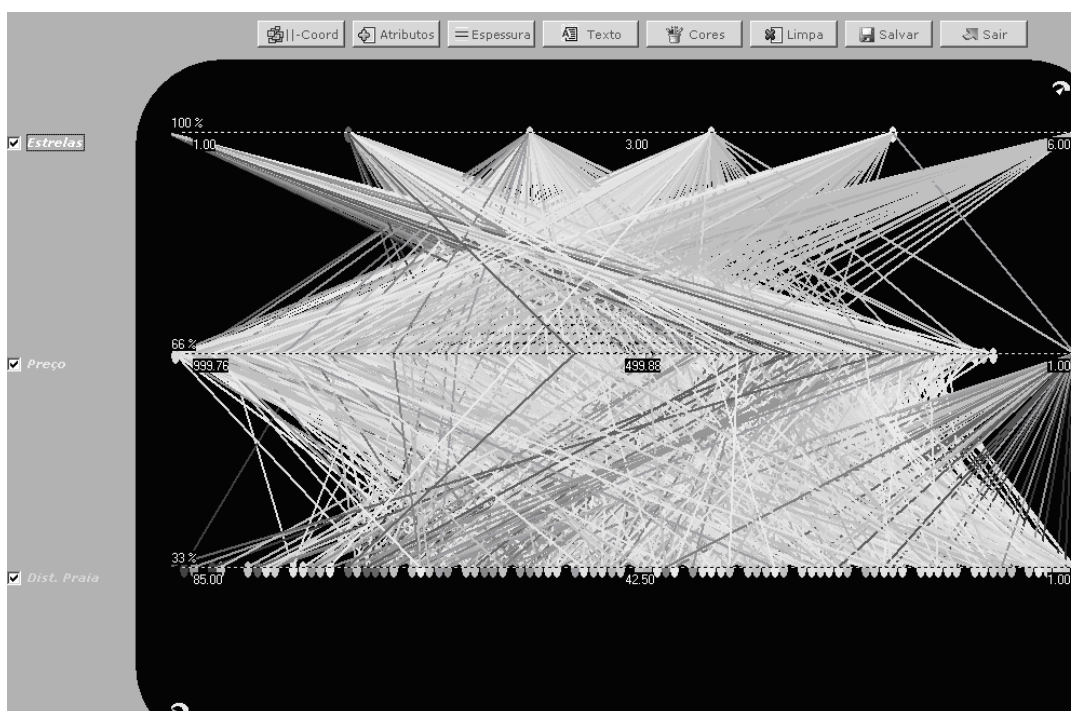 ||-Coord Atributos Espessura Texto Cores Limpa Salvar Sair
100 %
Estrelas 1.00 3.00 6.00
66 %
Preço 999.76 499.88 1.00
33 %
Dist. Praia 85.00 42.50 1.00